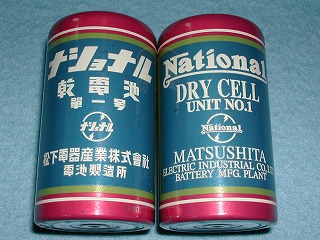 ナショナル
乾電池
單一号
ナショナル
松下電器産業株式會社
電池製造所
National
DRY CELL
UNIT NO.1
National
MATSUSHITA
ELECTRIC INDUSTRIAL CO., LTD.
BATTERY MFG. PLANT